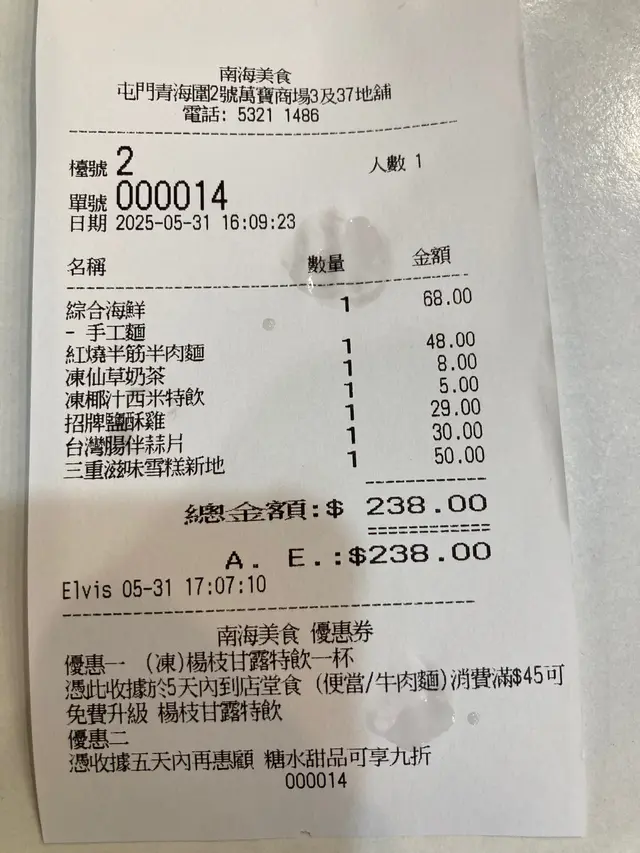 南海美食
屯門青海圍2號萬寶商場3及37地舖
電話: 5321 1486
檯號 2 人數 1
單號 000014
日期 2025-05-31 16:09:23
名稱 數量 金額
綜合海鮮 1 68.00
- 手工麵
紅燒半筋半肉麵 1 48.00
凍仙草奶茶 1 8.00
凍椰汁西米特飲 1 5.00
招牌鹽酥雞 1 29.00
台灣腸伴蒜片 1 30.00
三重滋味雪糕新地 1 50.00
總金額:$ 238.00
A. E.:$238.00
Elvis 05-31 17:07:10
南海美食 優惠券
優惠一 (凍)楊枝甘露特飲一杯
憑此收據於5天內到店堂食 (便當/牛肉麵)消費滿$45可
免費升級 楊枝甘露特飲
優惠二
憑收據五天內再惠顧 糖水甜品可享九折
000014